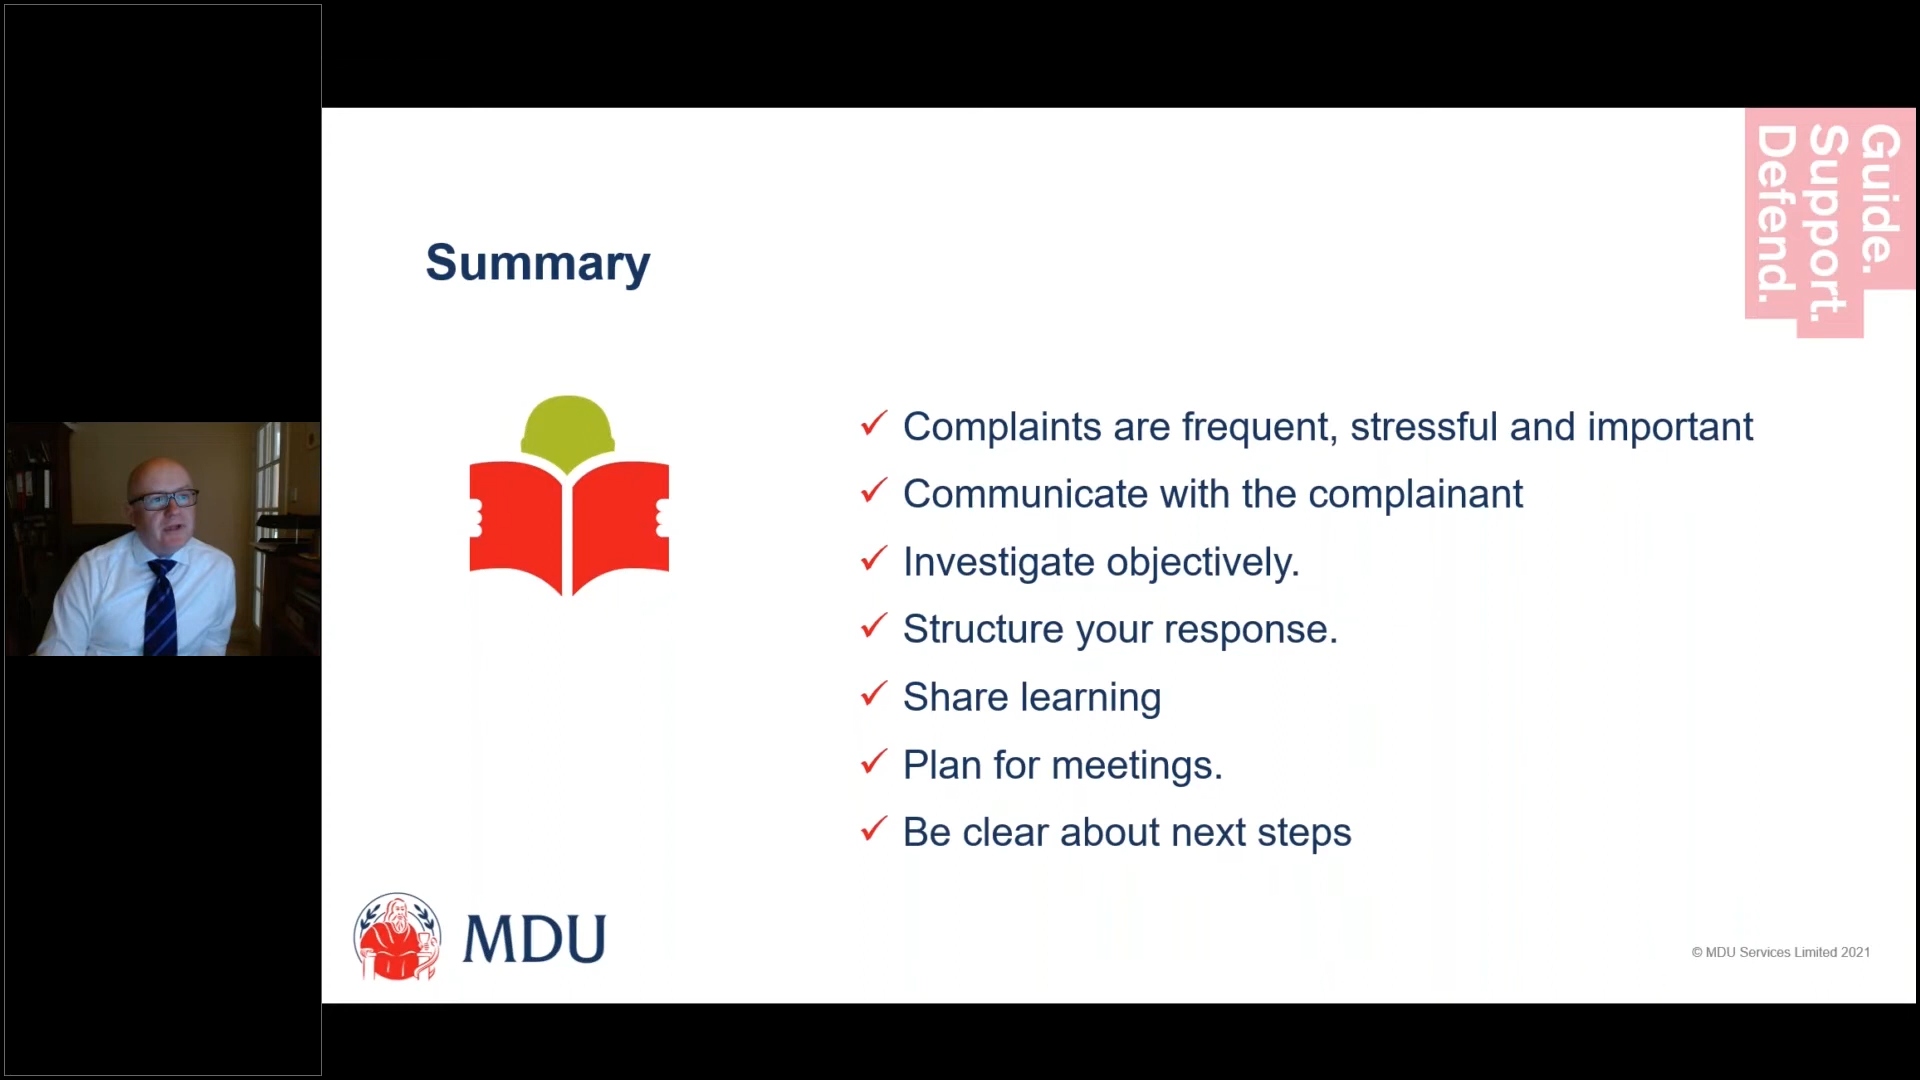 Guide.
Support.
Defend.
Summary
Complaints are frequent, stressful and important
Communicate with the complainant
Investigate objectively.
Structure your response.
Share learning
Plan for meetings.
Be clear about next steps
MDU
© MDU Services Limited 2021